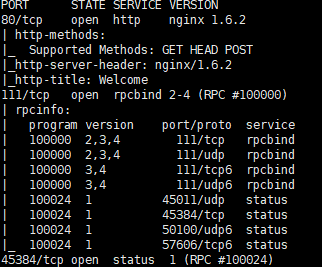 PORT      STATE SERVICE VERSION
80/tcp    open  http    nginx 1.6.2
| http-methods:
|_  Supported Methods: GET HEAD POST
|_http-server-header: nginx/1.6.2
|_http-title: Welcome
111/tcp   open  rpcbind 2-4 (RPC #100000)
| rpcinfo:
|   program version   port/proto  service
|   100000  2,3,4        111/tcp  rpcbind
|   100000  2,3,4        111/udp  rpcbind
|   100000  3,4          111/tcp6 rpcbind
|   100000  3,4          111/udp6 rpcbind
|   100024  1          45011/udp  status
|   100024  1          45384/tcp  status
|   100024  1          50100/udp6 status
|_  100024  1          57606/tcp6 status
45384/tcp open  status  1 (RPC #100024)